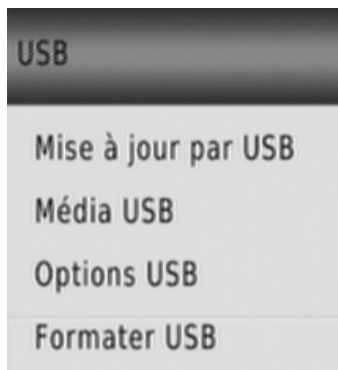 USB
Mise à jour par USB
Média USB
Options USB
Formater USB